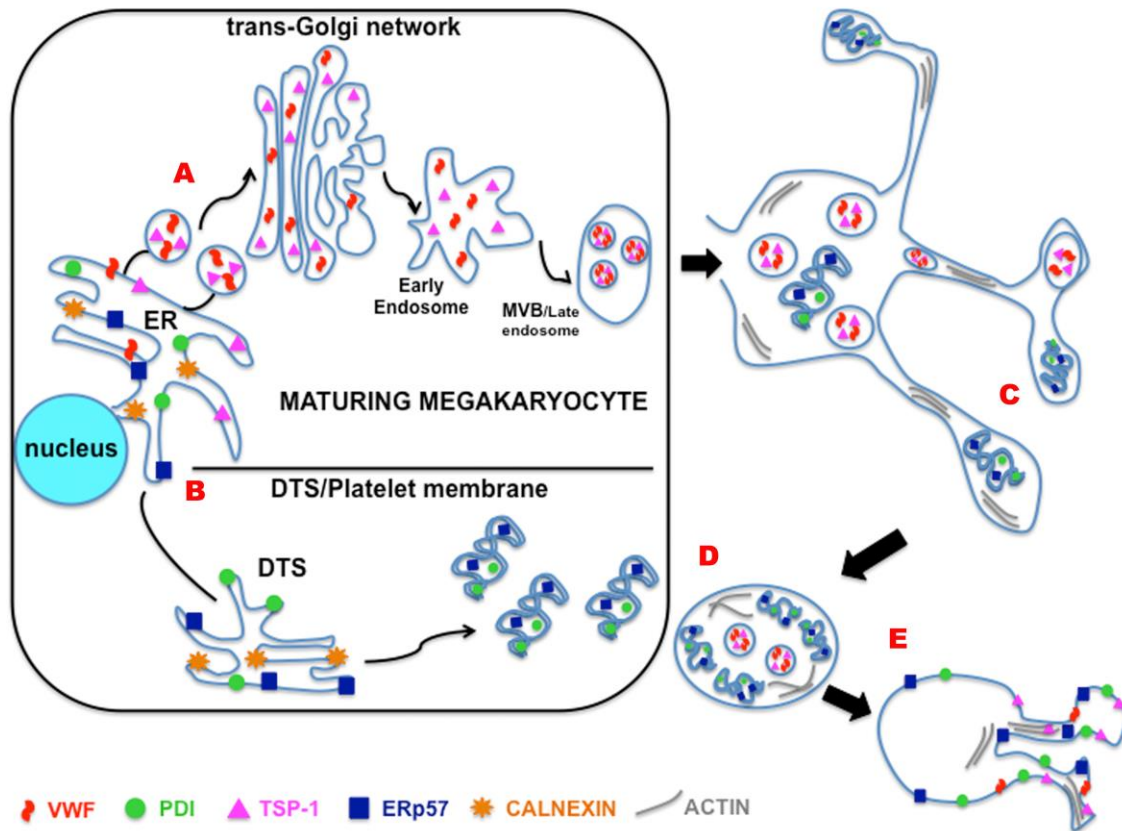 trans-Golgi network
A
ER
Early
Endosome
MVB/Late
endosome
C
MATURING MEGAKARYOCYTE
nucleus
B
DTS/Platelet membrane
DTS
D
E
VWF PDI TSP-1 ERp57 CALNEXIN ACTIN